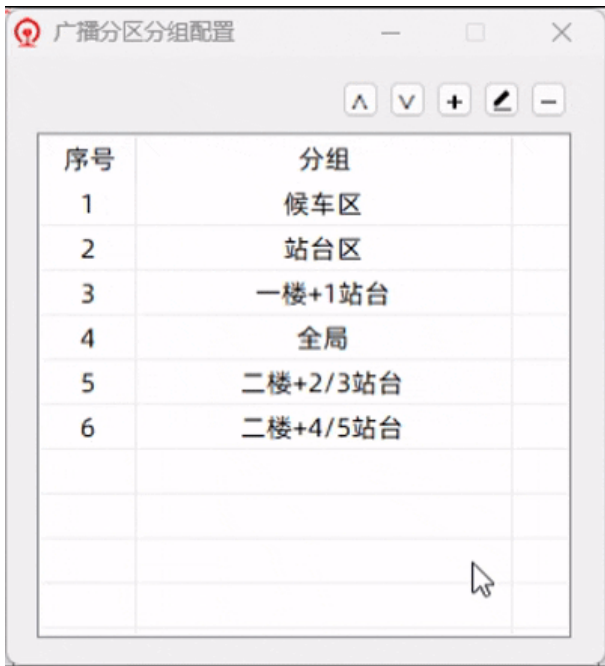 广播分区分组配置
序号 分组
1 候车区
2 站台区
3 一楼+1站台
4 全局
5 二楼+2/3站台
6 二楼+4/5站台